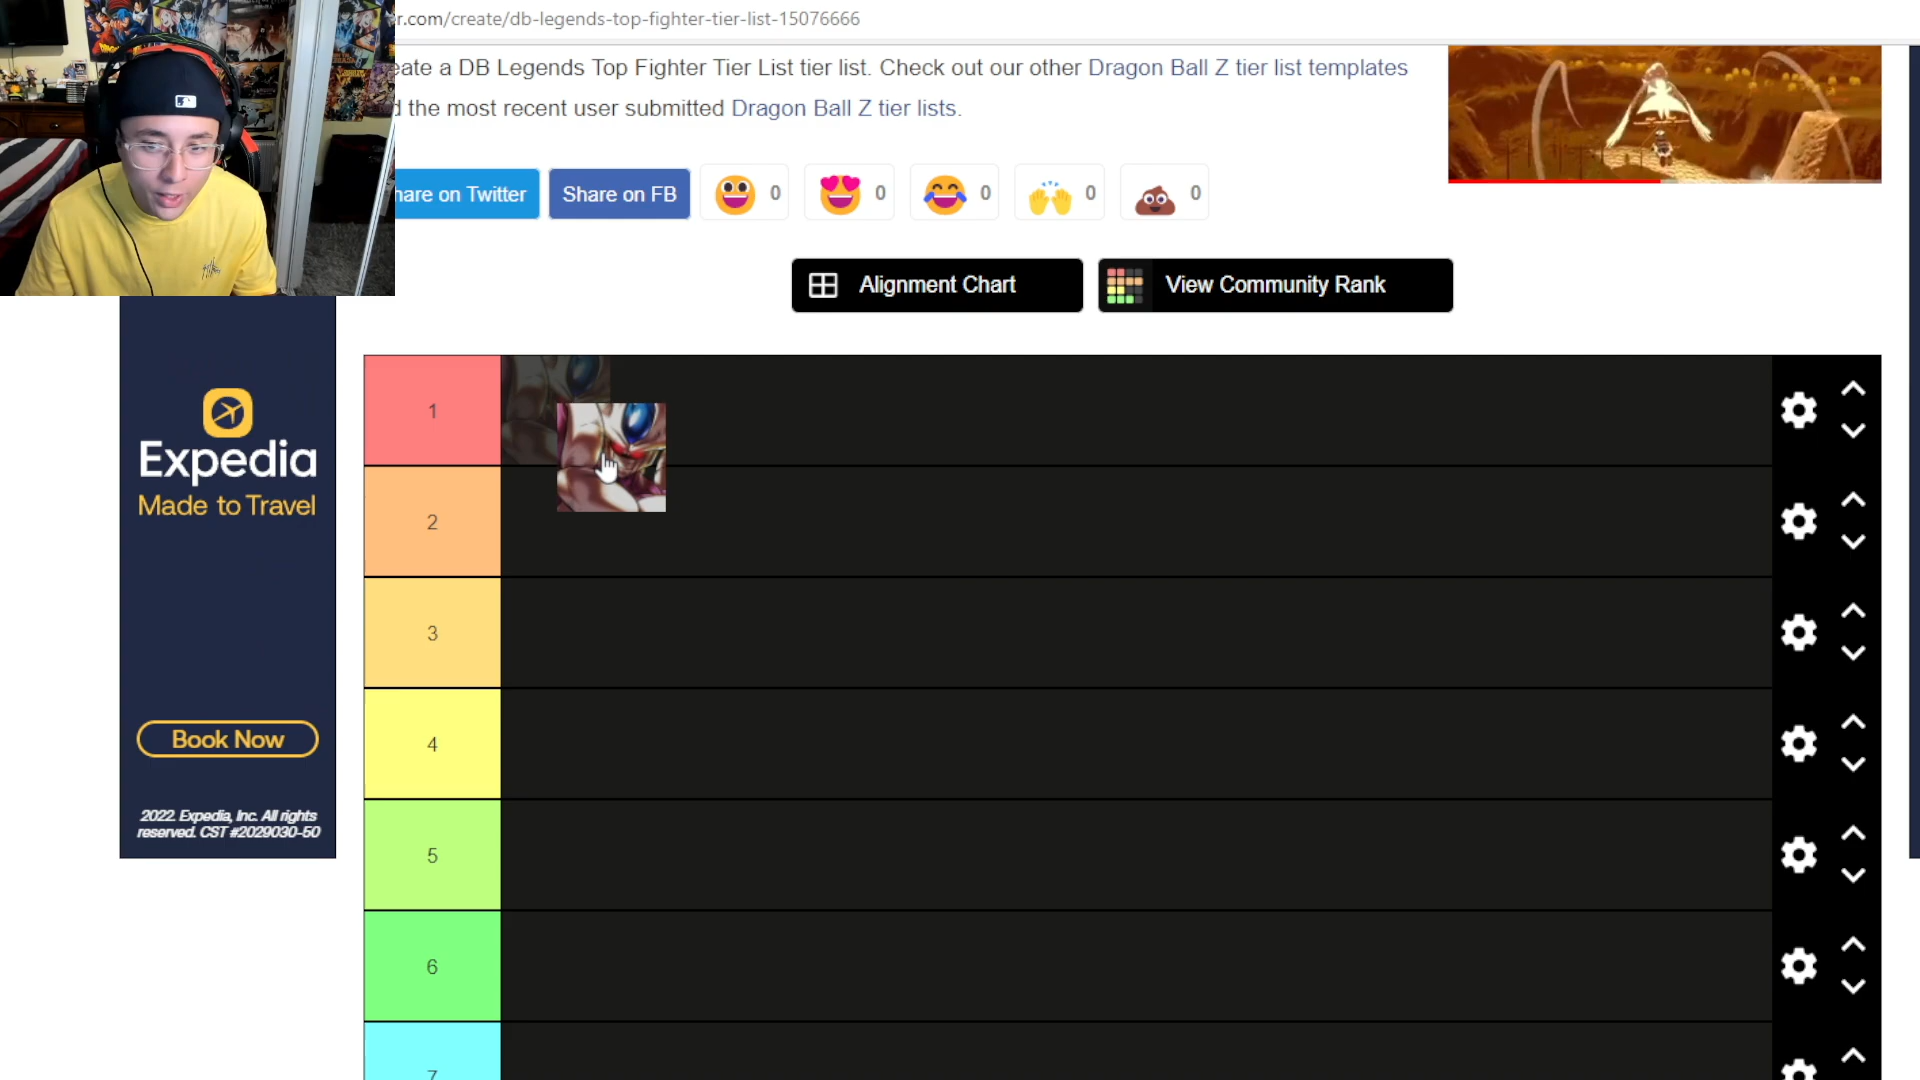 r.com/create/db-legends-top-fighter-tier-list-15076666
eate a DB Legends Top Fighter Tier List tier list. Check out our other Dragon Ball Z tier list templates
d the most recent user submitted Dragon Ball Z tier lists.
hare on Twitter
Share on FB
0
0
0
0
0
Alignment Chart
View Community Rank
Expedia
Made to Travel
Book Now
2022. Expedia, Inc. All rights
reserved. CST #2029030-50
1
2
3
4
5
6
7